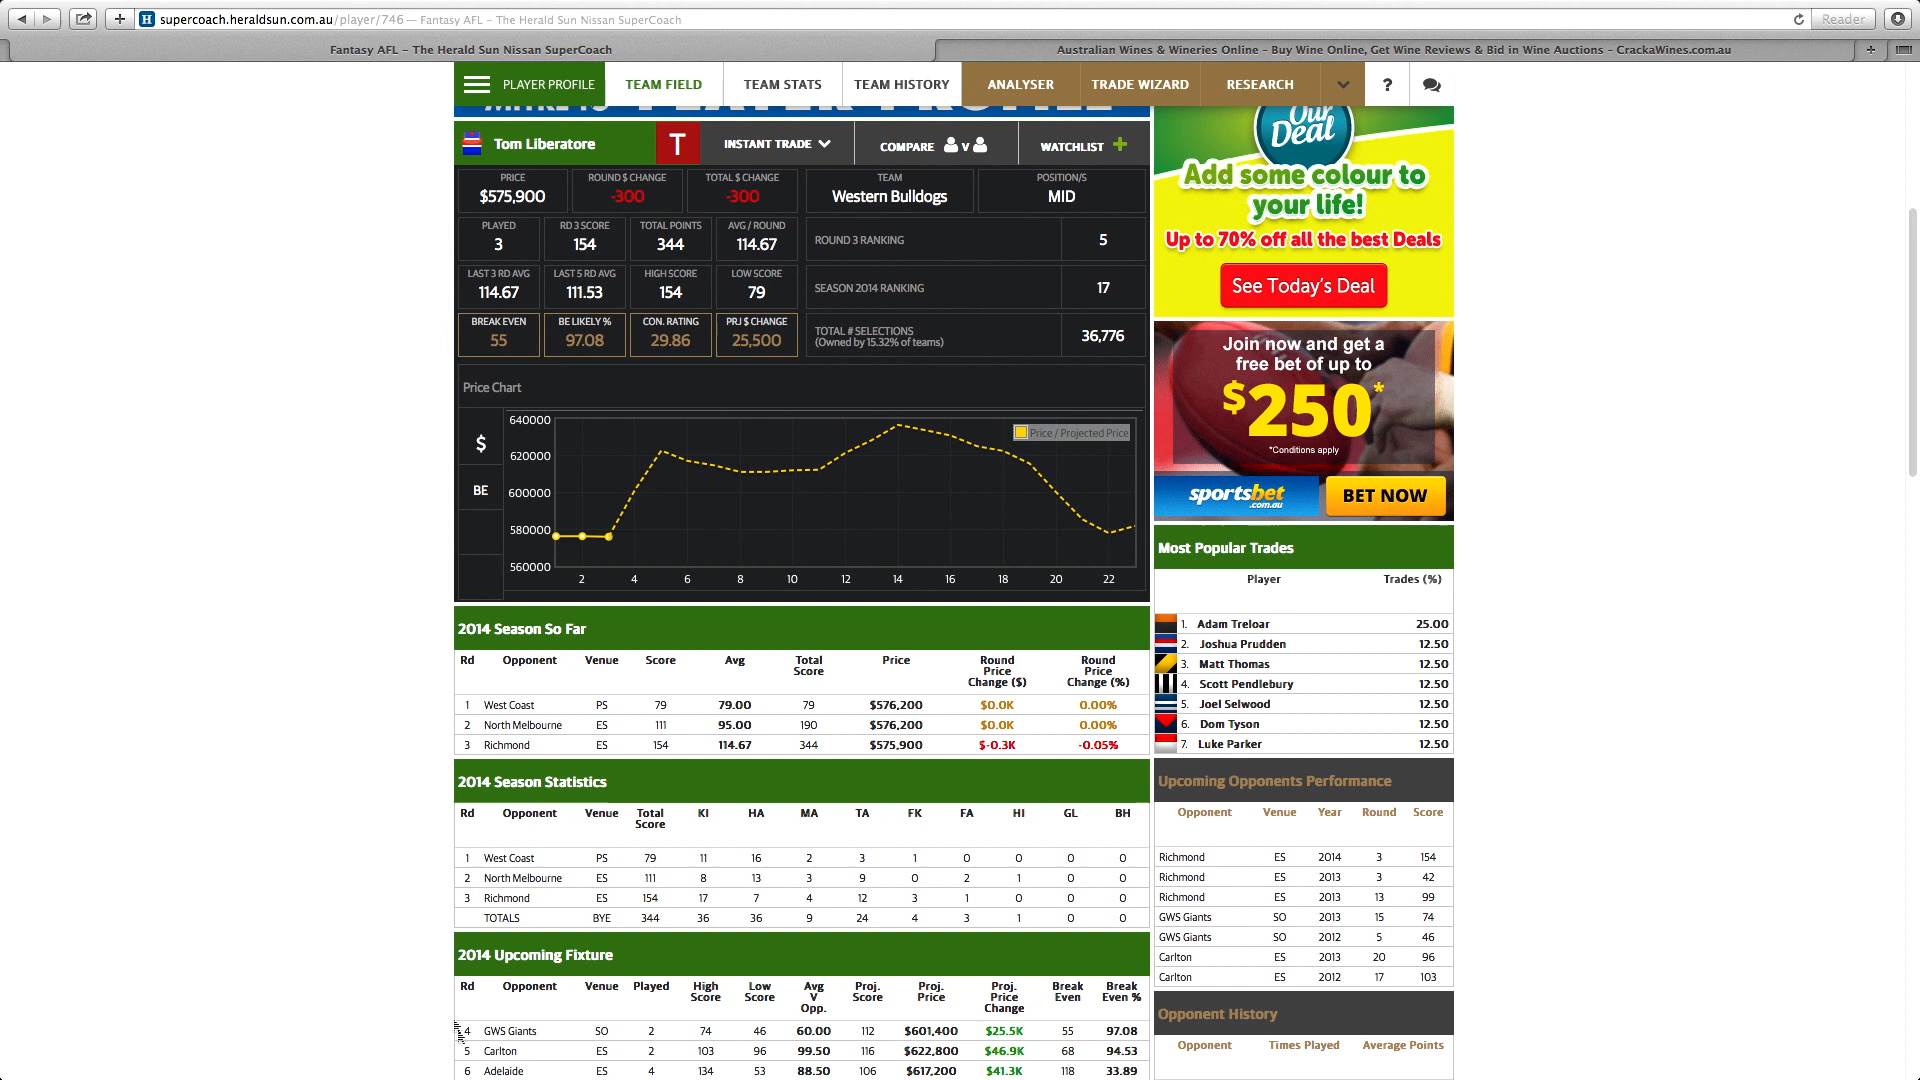 supercoach.heraldsun.com.au/player/746 — Fantasy AFL – The Herald Sun Nissan SuperCoach
Reader
Fantasy AFL – The Herald Sun Nissan SuperCoach
Australian Wines & Wineries Online – Buy Wine Online, Get Wine Reviews & Bid in Wine Auctions – CrackaWines.com.au
PLAYER PROFILE TEAM FIELD TEAM STATS TEAM HISTORY ANALYSER TRADE WIZARD RESEARCH ?
Tom Liberatore T INSTANT TRADE COMPARE V WATCHLIST
PRICE ROUND $ CHANGE TOTAL $ CHANGE TEAM POSITION/S
$575,900 -300 -300 Western Bulldogs MID
PLAYED RD 3 SCORE TOTAL POINTS AVG / ROUND
3 154 344 114.67
ROUND 3 RANKING 5
LAST 3 RD AVG LAST 5 RD AVG HIGH SCORE LOW SCORE
114.67 111.53 154 79
SEASON 2014 RANKING 17
BREAK EVEN BE LIKELY % CON. RATING PRJ $ CHANGE
55 97.08 29.86 25,500
TOTAL # SELECTIONS
(Owned by 15.32% of teams)
36,776
Price Chart
$
BE
Price / Projected Price
640000
620000
600000
580000
560000
2 4 6 8 10 12 14 16 18 20 22
2014 Season So Far
Rd Opponent Venue Score Avg Total Score Price Round Price Change ($) Round Price Change (%)
1 West Coast PS 79 79.00 79 $576,200 $0.0K 0.00%
2 North Melbourne ES 111 95.00 190 $576,200 $0.0K 0.00%
3 Richmond ES 154 114.67 344 $575,900 $-0.3K -0.05%
2014 Season Statistics
Rd Opponent Venue Total Score KI HA MA TA FK FA HI GL BH
1 West Coast PS 79 11 16 2 3 1 0 0 0 0
2 North Melbourne ES 111 8 13 3 9 0 2 1 0 0
3 Richmond ES 154 17 7 4 12 3 1 0 0 0
TOTALS BYE 344 36 36 9 24 4 3 1 0 0
2014 Upcoming Fixture
Rd Opponent Venue Played High Score Low Score Avg V Opp. Proj. Score Proj. Price Proj. Price Change Break Even Break Even %
4 GWS Giants SO 2 74 46 60.00 112 $601,400 $25.5K 55 97.08
5 Carlton ES 2 103 96 99.50 116 $622,800 $46.9K 68 94.53
6 Adelaide ES 4 134 53 88.50 106 $617,200 $41.3K 118 33.89
Our
Deal
Add some colour to
your life!
Up to 70% off all the best Deals
See Today's Deal
Join now and get a
free bet of up to
$250*
*Conditions apply
sportsbet
.com.au
BET NOW
Most Popular Trades
Player Trades (%)
1. Adam Treloar 25.00
2. Joshua Prudden 12.50
3. Matt Thomas 12.50
4. Scott Pendlebury 12.50
5. Joel Selwood 12.50
6. Dom Tyson 12.50
7. Luke Parker 12.50
Upcoming Opponents Performance
Opponent Venue Year Round Score
Richmond ES 2014 3 154
Richmond ES 2013 3 42
Richmond ES 2013 13 99
GWS Giants SO 2013 15 74
GWS Giants SO 2012 5 46
Carlton ES 2013 20 96
Carlton ES 2012 17 103
Opponent History
Opponent Times Played Average Points